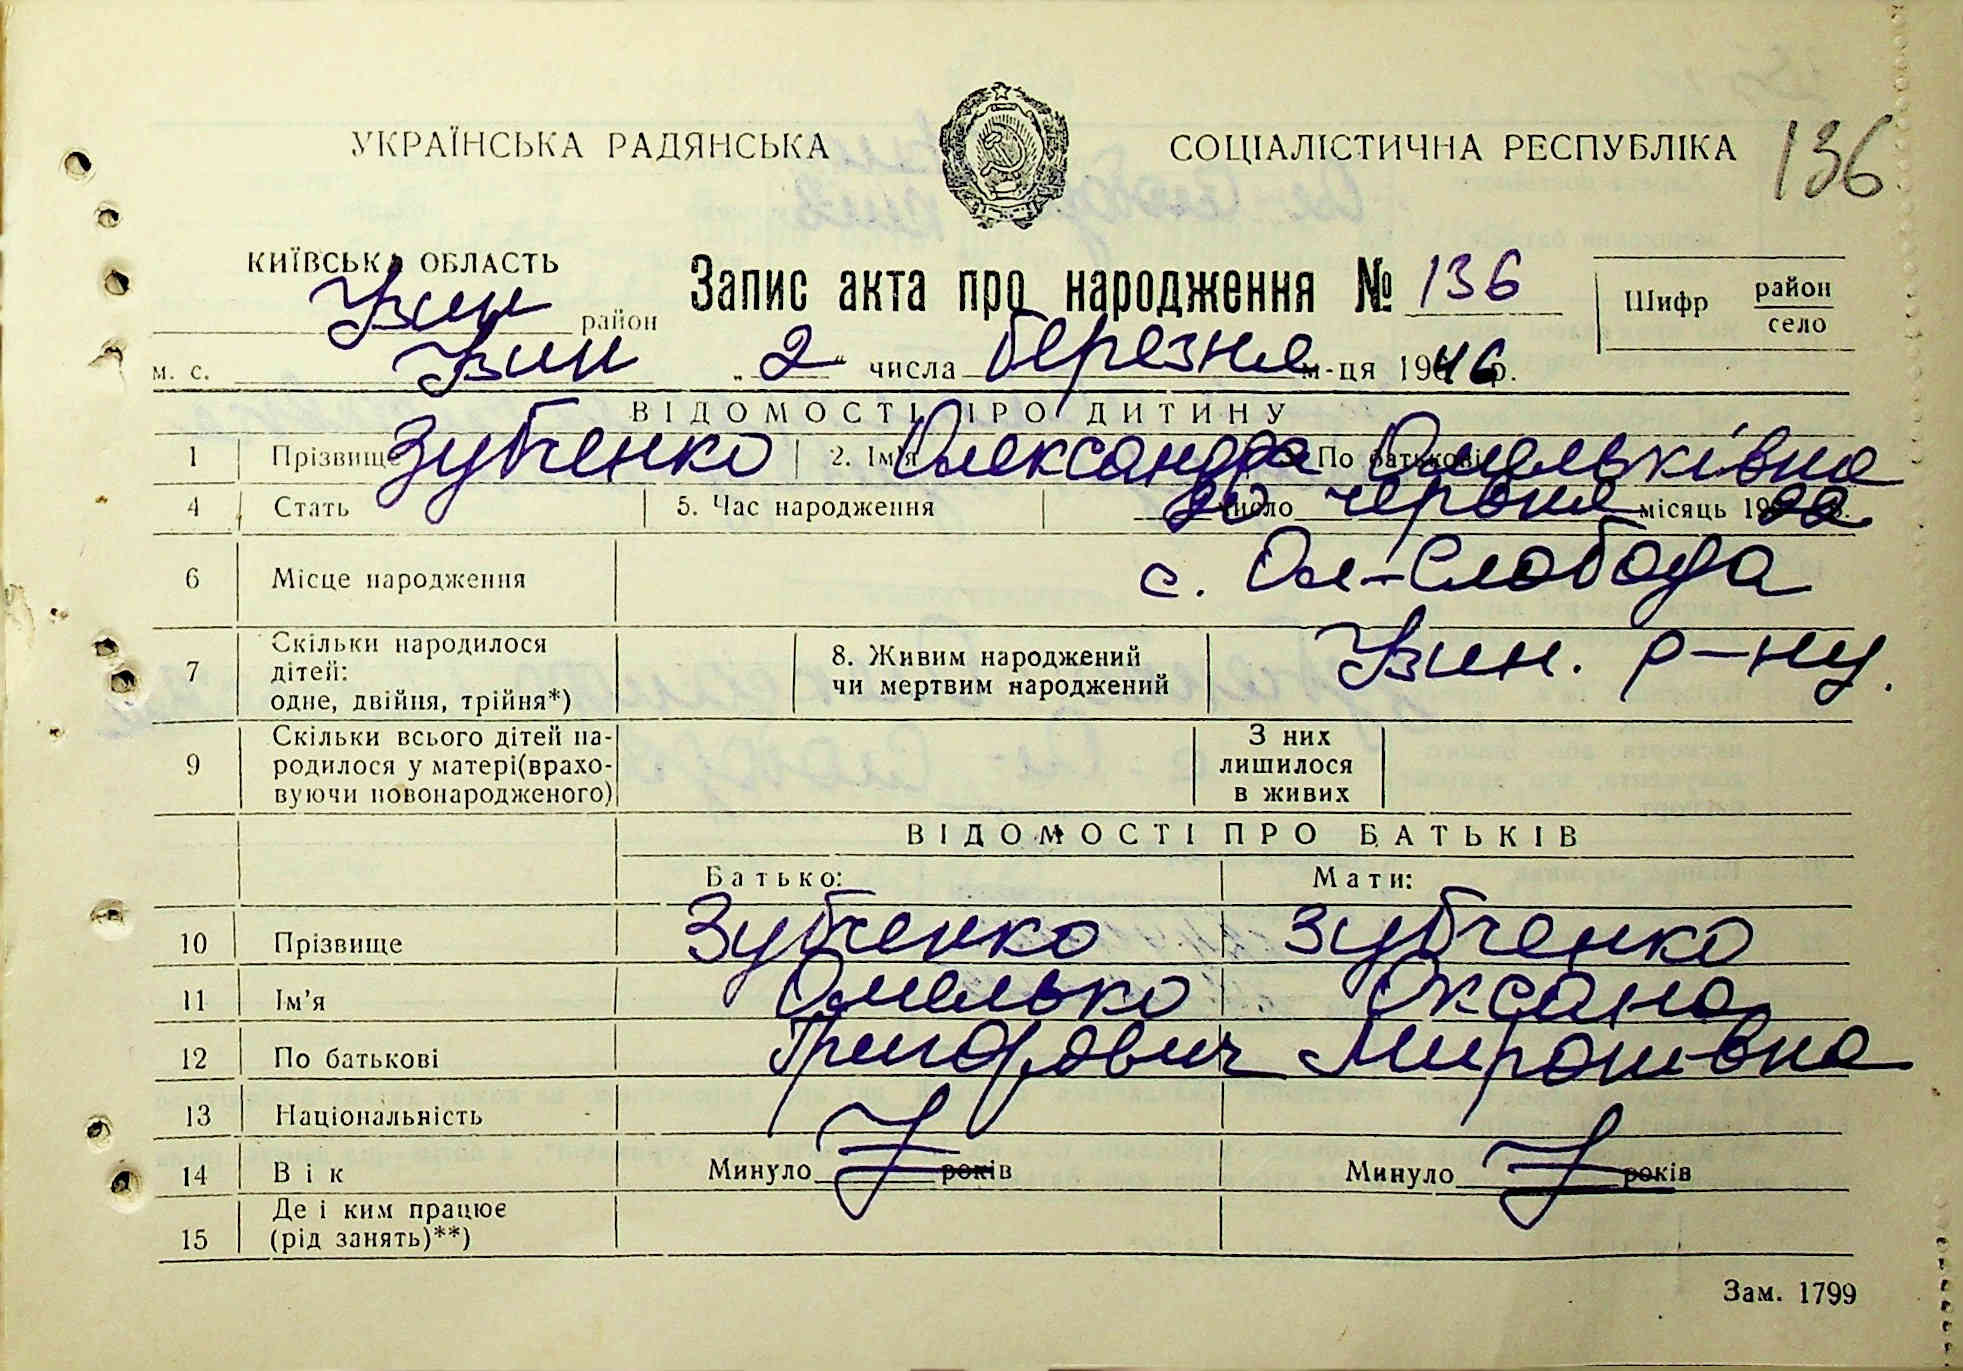 УКРАЇНСЬКА РАДЯНСЬКА СОЦІАЛІСТИЧНА РЕСПУБЛІКА 136
КИЇВСЬКА ОБЛАСТЬ
Узин район
Запис акта про народження № 136
Шифр район село
м. с. Узин „2“ числа березня м-ця 1946 р.
ВІДОМОСТІ ПРО ДИТИНУ
1 Прізвище Зубченко 2. Ім'я Олександра По батькові Омельківна
4 Стать 5. Час народження 20 число червня місяць 1922
6 Місце народження с. Ол-Слобода
7 Скільки народилося дітей: одне, двійня, трійня*) 8. Живим народжений чи мертвим народжений Узин. р-ну.
9 Скільки всього дітей народилося у матері(враховуючи новонародженого) З них лишилося в живих
ВІДОМОСТІ ПРО БАТЬКІВ
Батько: Мати:
10 Прізвище Зубченко Зубченко
11 Ім'я Омелько Оксана
12 По батькові Григорович Миронівна
13 Національність
14 Вік Минуло років Минуло років
15 Де і ким працює (рід занять)**)
Зам. 1799